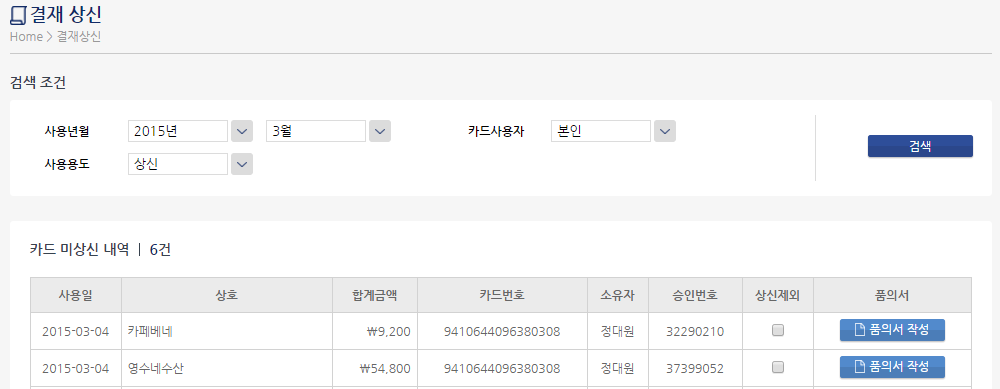 결재 상신
Home > 결재상신
검색 조건
사용년월 2015년 3월 카드사용자 본인
검색
사용용도 상신
카드 미상신 내역 | 6건
사용일 상호 합계금액 카드번호 소유자 승인번호 상신제외 품의서
2015-03-04 카페베네 ₩9,200 9410644096380308 정대원 32290210 품의서 작성
2015-03-04 영수네수산 ₩54,800 9410644096380308 정대원 37399052 품의서 작성